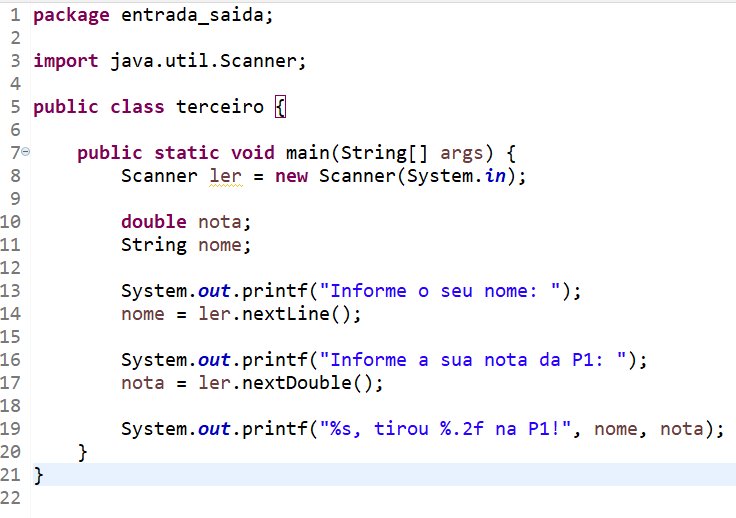 1 package entrada_saida;
2
3 import java.util.Scanner;
4
5 public class terceiro {
6
7 public static void main(String[] args) {
8 Scanner ler = new Scanner(System.in);
9
10 double nota;
11 String nome;
12
13 System.out.printf("Informe o seu nome: ");
14 nome = ler.nextLine();
15
16 System.out.printf("Informe a sua nota da P1: ");
17 nota = ler.nextDouble();
18
19 System.out.printf("%s, tirou %.2f na P1!", nome, nota);
20 }
21 }
22